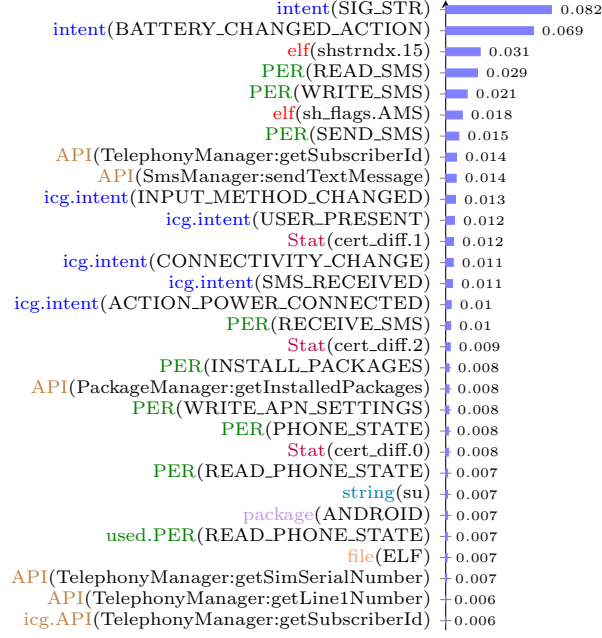 intent(SIG_STR) 0.082
intent(BATTERY_CHANGED_ACTION) 0.069
elf(shstrndx.15) 0.031
PER(READ_SMS) 0.029
PER(WRITE_SMS) 0.021
elf(sh_flags.AMS) 0.018
PER(SEND_SMS) 0.015
API(TelephonyManager:getSubscriberId) 0.014
API(SmsManager:sendTextMessage) 0.014
icg.intent(INPUT_METHOD_CHANGED) 0.013
icg.intent(USER_PRESENT) 0.012
Stat(cert_diff.1) 0.012
icg.intent(CONNECTIVITY_CHANGE) 0.011
icg.intent(SMS_RECEIVED) 0.011
icg.intent(ACTION_POWER_CONNECTED) 0.01
PER(RECEIVE_SMS) 0.01
Stat(cert_diff.2) 0.009
PER(INSTALL_PACKAGES) 0.008
API(PackageManager:getInstalledPackages) 0.008
PER(WRITE_APN_SETTINGS) 0.008
PER(PHONE_STATE) 0.008
Stat(cert_diff.0) 0.008
PER(READ_PHONE_STATE) 0.007
string(su) 0.007
package(ANDROID) 0.007
used.PER(READ_PHONE_STATE) 0.007
file(ELF) 0.007
API(TelephonyManager:getSimSerialNumber) 0.007
API(TelephonyManager:getLine1Number) 0.006
icg.API(TelephonyManager:getSubscriberId) 0.006